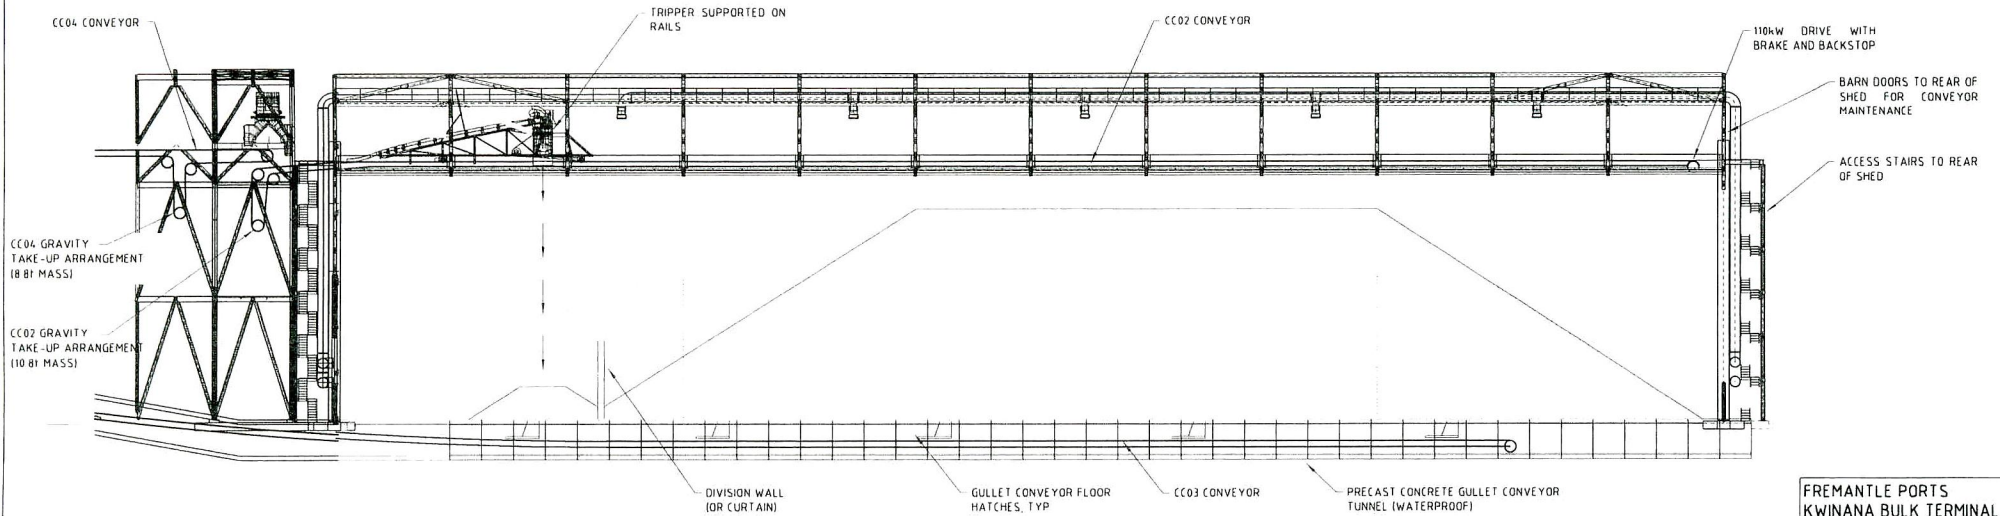 CC04 CONVEYOR
TRIPPER SUPPORTED ON
RAILS
CC02 CONVEYOR
110kW DRIVE WITH
BRAKE AND BACKSTOP
BARN DOORS TO REAR OF
SHED FOR CONVEYOR
MAINTENANCE
ACCESS STAIRS TO REAR
OF SHED
CC04 GRAVITY
TAKE-UP ARRANGEMENT
(8.8t MASS)
CC02 GRAVITY
TAKE-UP ARRANGEMENT
(10.8t MASS)
DIVISION WALL
(OR CURTAIN)
GULLET CONVEYOR FLOOR
HATCHES, TYP
CC03 CONVEYOR
PRECAST CONCRETE GULLET CONVEYOR
TUNNEL (WATERPROOF)
FREMANTLE PORTS
KWINANA BULK TERMINAL